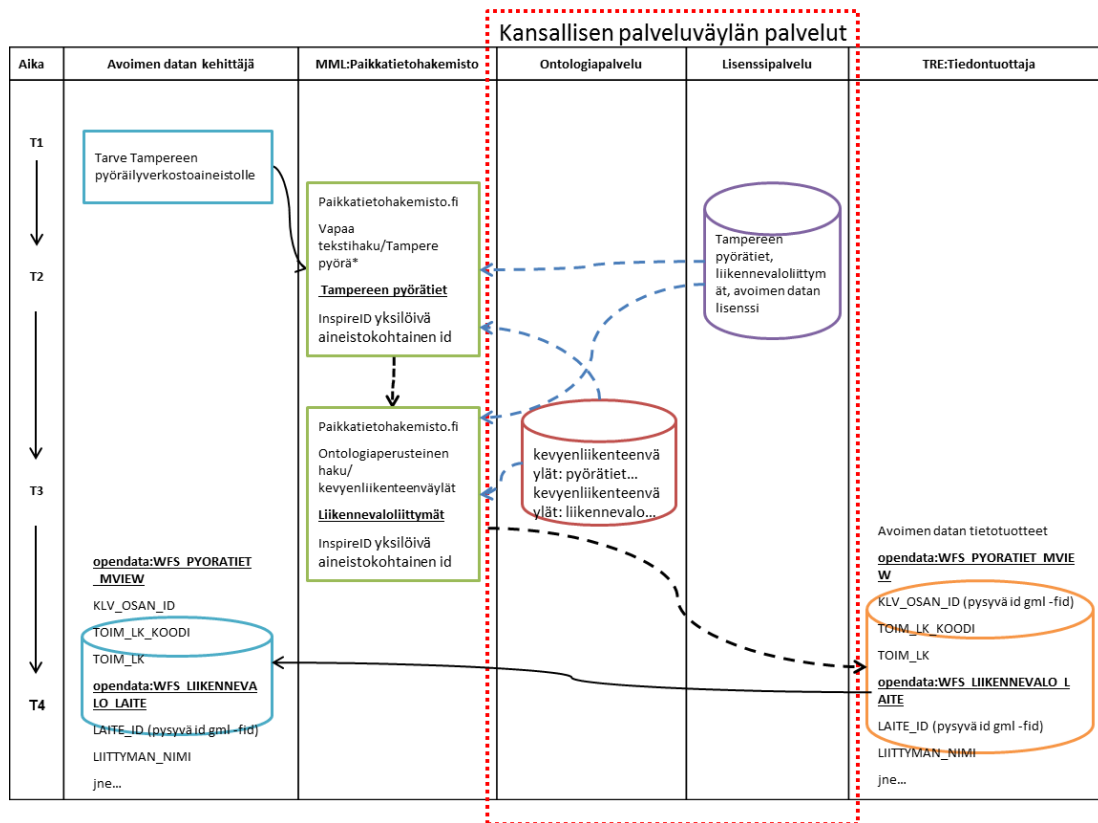 Kansallisen palveluväylän palvelut
Aika
Avoimen datan kehittäjä
MML:Paikkatietohakemisto
Ontologiapalvelu
Lisenssipalvelu
TRE:Tiedontuottaja
T1
T2
T3
T4
Tarve Tampereen
pyöräilyverkostoaineistolle
Paikkatietohakemisto.fi
Vapaa
tekstihaku/Tampere
pyörä*
Tampereen pyörätiet
InspireID yksilöivä
aineistokohtainen id
Paikkatietohakemisto.fi
Ontologiaperusteinen
haku/
kevyenliikenteenväylät
Liikennevaloliittymät
InspireID yksilöivä
aineistokohtainen id
kevyenliikenteenvä
ylät: pyörätiet...
kevyenliikenteenvä
ylät: liikennevalo...
Tampereen
pyörätiet,
liikennevaloliittym
ät, avoimen datan
lisenssi
opendata:WFS_PYORATIET
_MVIEW
KLV_OSAN_ID
TOIM_LK_KOODI
TOIM_LK
opendata:WFS_LIIKENNEVA
LO_LAITE
LAITE_ID (pysyvä id gml -fid)
LIITTYMAN_NIMI
jne...
Avoimen datan tietotuotteet
opendata:WFS_PYORATIET_MVIE
W
KLV_OSAN_ID (pysyvä id gml -fid)
TOIM_LK_KOODI
TOIM_LK
opendata:WFS_LIIKENNEVALO_L
AITE
LAITE_ID (pysyvä id gml -fid)
LIITTYMAN_NIMI
jne...